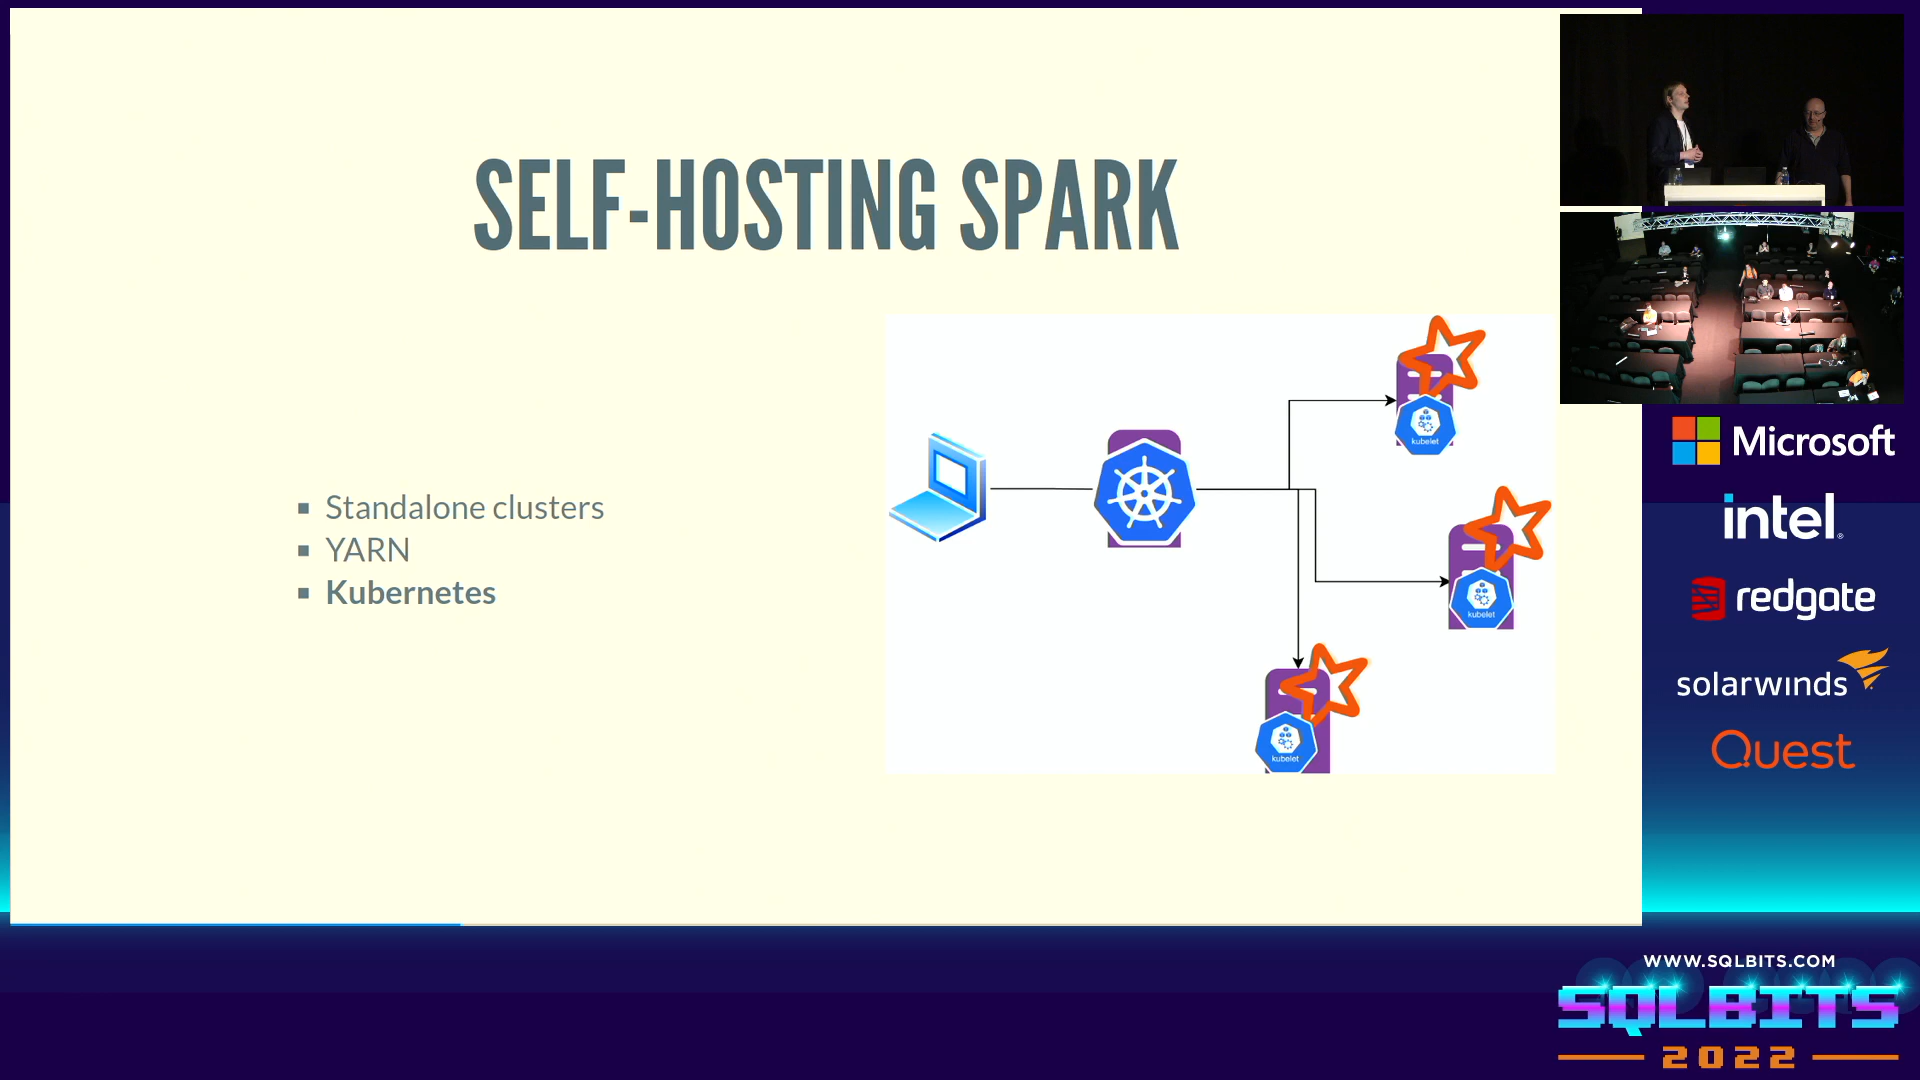 SELF-HOSTING SPARK
Standalone clusters
YARN
Kubernetes
kubelet
kubelet
kubelet
Microsoft
intel.
redgate
solarwinds
Quest
WWW.SQLBITS.COM
SQLBITS
2022